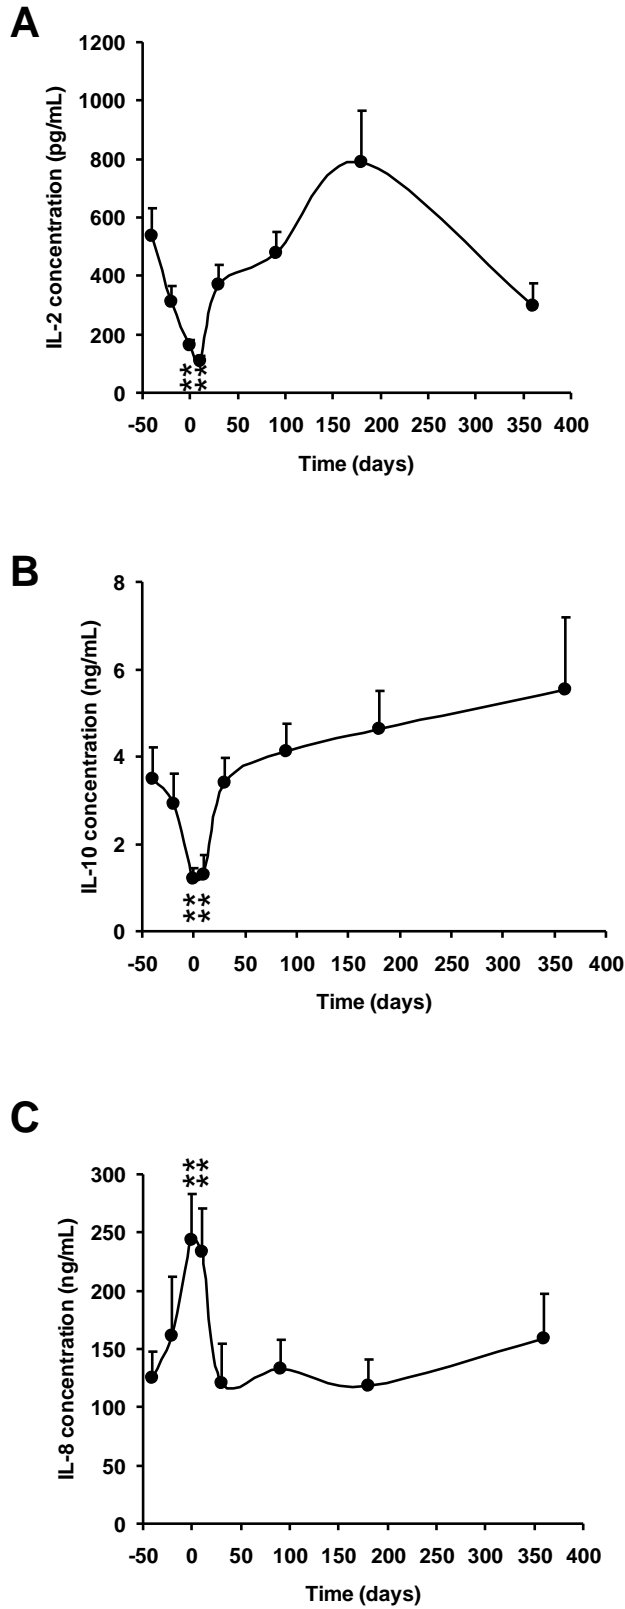 A
IL-2 concentration (pg/mL)
1200
1000
800
600
400
200
0
** **
-50 0 50 100 150 200 250 300 350 400
Time (days)
B
IL-10 concentration (ng/mL)
8
6
4
2
0
** **
-50 0 50 100 150 200 250 300 350 400
Time (days)
C
IL-8 concentration (ng/mL)
** **
300
250
200
150
100
50
0
-50 0 50 100 150 200 250 300 350 400
Time (days)